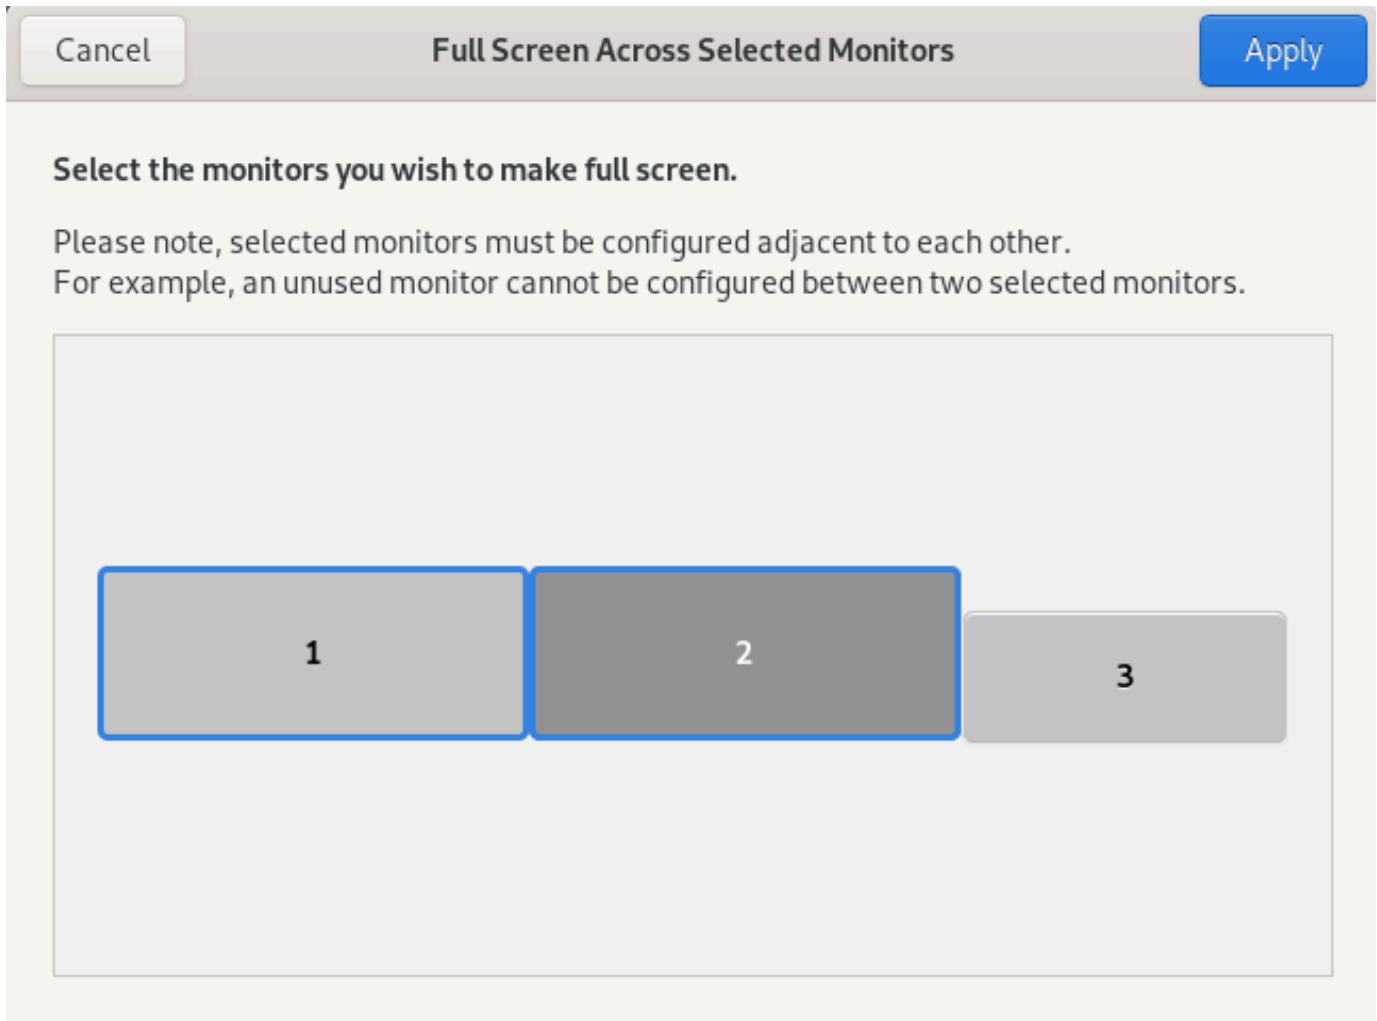 Cancel
Full Screen Across Selected Monitors
Apply
Select the monitors you wish to make full screen.
Please note, selected monitors must be configured adjacent to each other.
For example, an unused monitor cannot be configured between two selected monitors.
1
2
3